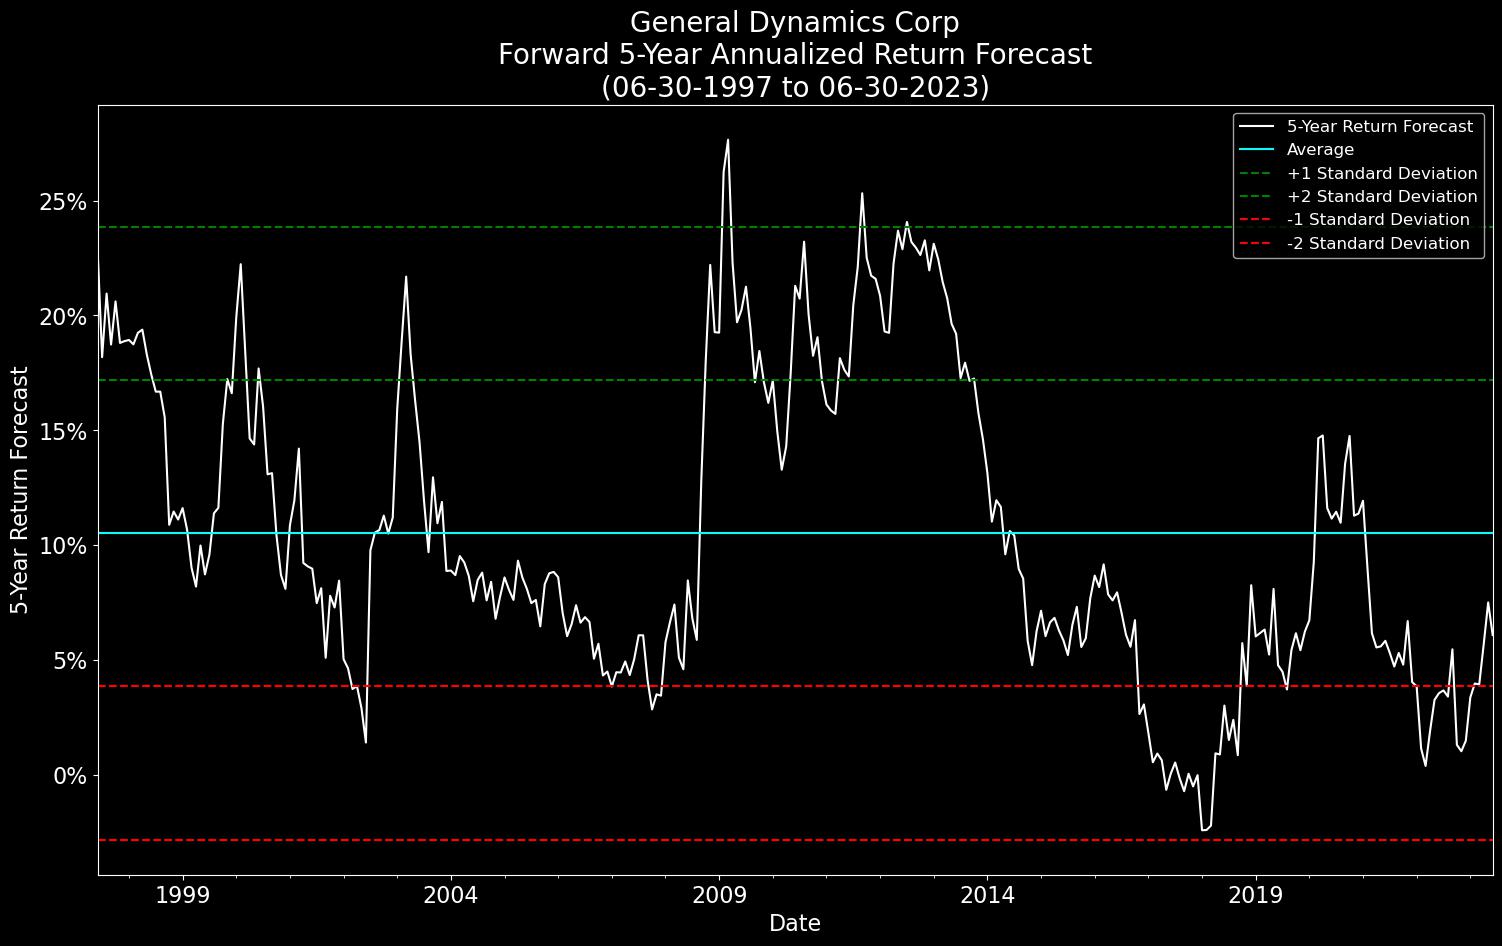 General Dynamics Corp
Forward 5-Year Annualized Return Forecast
(06-30-1997 to 06-30-2023)
5-Year Return Forecast
Average
+1 Standard Deviation
+2 Standard Deviation
-1 Standard Deviation
-2 Standard Deviation
25%
20%
15%
10%
5%
0%
5-Year Return Forecast
1999 2004 2009 2014 2019
Date